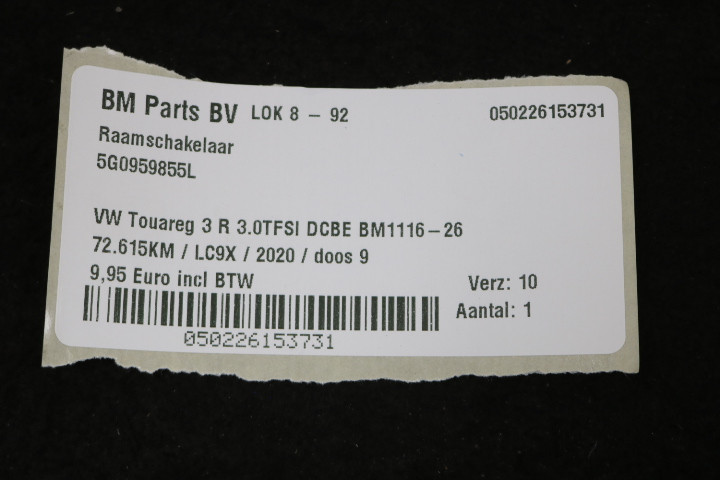 BM Parts BV LOK 8 - 92 050226153731
Raamschakelaar
5G0959855L
VW Touareg 3 R 3.0TFSI DCBE BM1116-26
72.615KM / LC9X / 2020 / doos 9
9,95 Euro incl BTW Verz: 10
Aantal: 1
050226153731